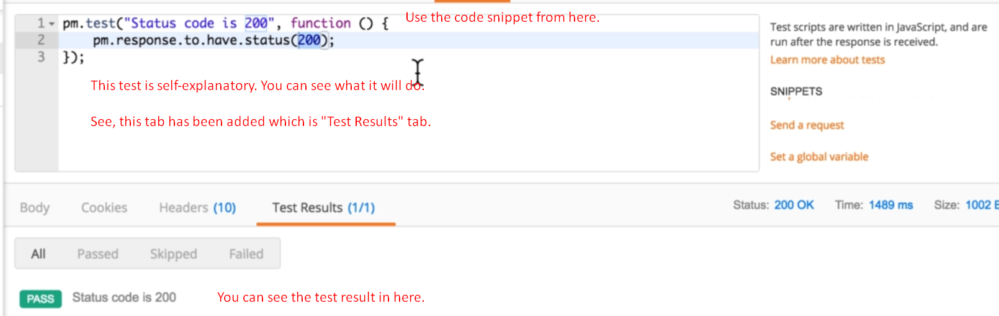 1 pm.test("Status code is 200", function () {
Use the code snippet from here.
2 pm.response.to.have.status(200);
3 });
This test is self-explanatory. You can see what it will do.
See, this tab has been added which is "Test Results" tab.
Test scripts are written in JavaScript, and are
run after the response is received.
Learn more about tests
SNIPPETS
Send a request
Set a global variable
Body Cookies Headers (10) Test Results (1/1) Status: 200 OK Time: 1489 ms Size: 1002
All Passed Skipped Failed
PASS Status code is 200 You can see the test result in here.